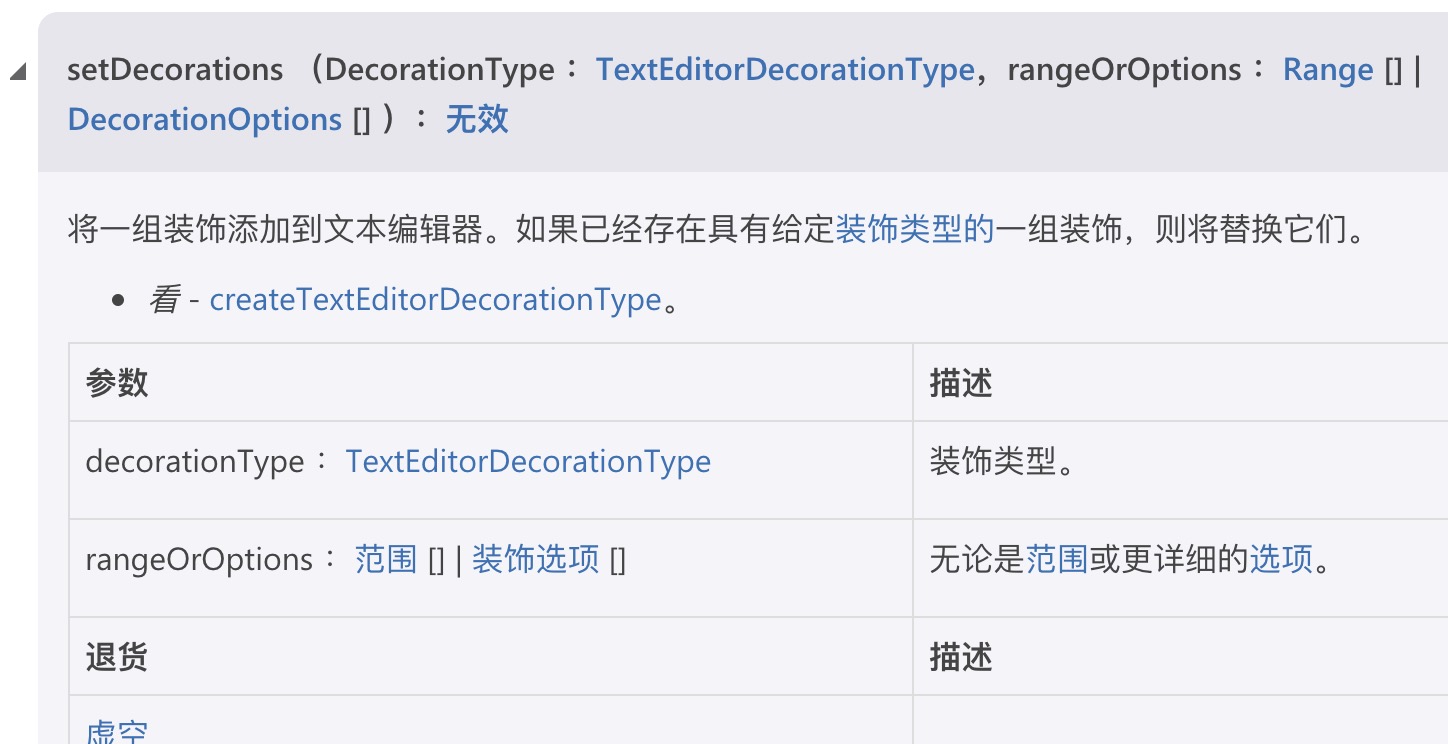 setDecorations （DecorationType： TextEditorDecorationType，rangeOrOptions： Range [] |
DecorationOptions [] ） ： 无效
将一组装饰添加到文本编辑器。如果已经存在具有给定装饰类型的一组装饰，则将替换它们。
• 看 - createTextEditorDecorationType。
参数 描述
decorationType： TextEditorDecorationType 装饰类型。
rangeOrOptions： 范围 [] | 装饰选项 [] 无论是范围或更详细的选项。
退货 描述
虚空